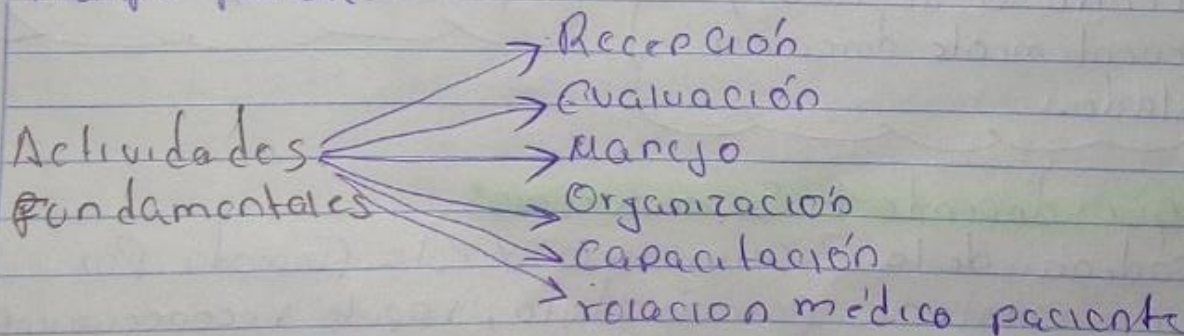 Recepción
Evaluación
Actividades
Manejo
fundamentales
Organización
Capacitación
relacion médico paciente